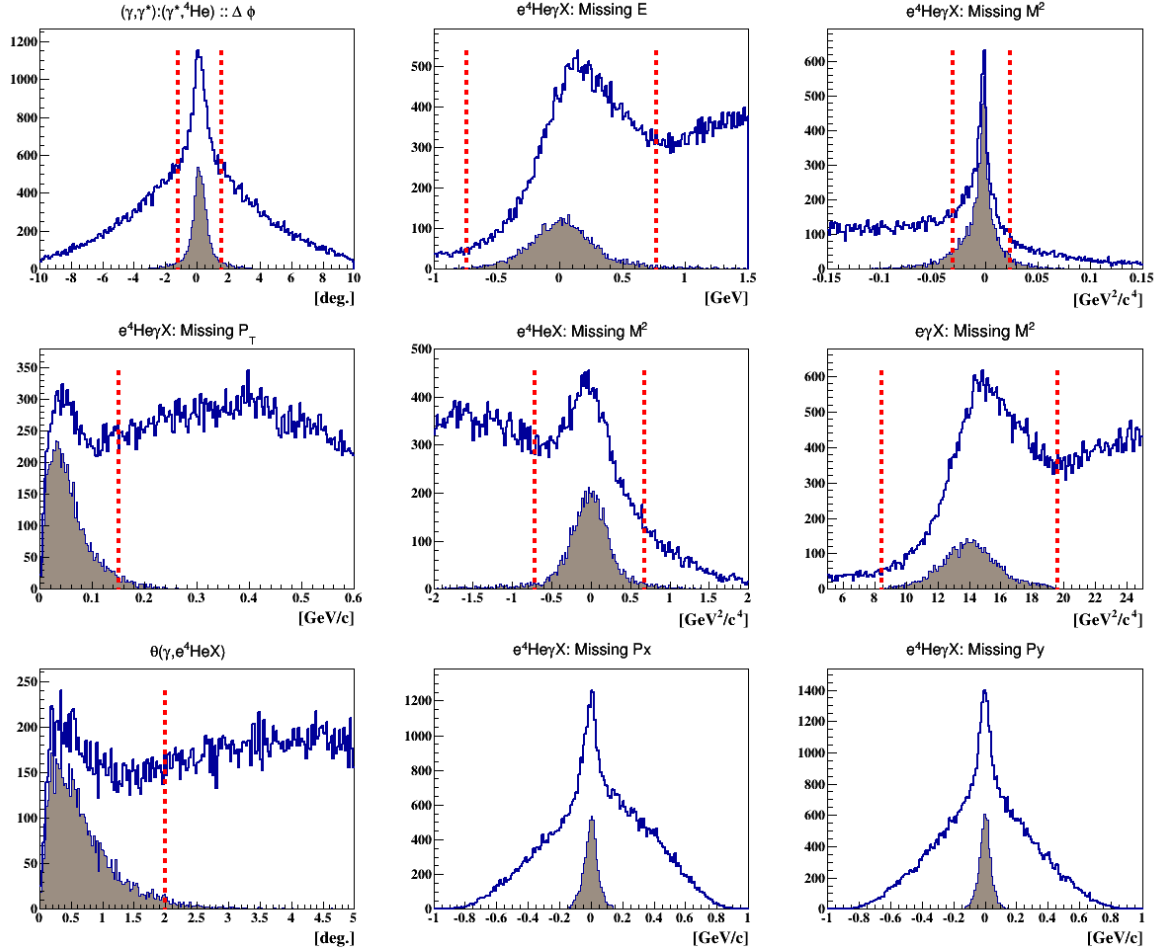 (γ,γ*):(γ*,⁴He) :: Δ φ
1200
1000
800
600
400
200
0
-10 -8 -6 -4 -2 0 2 4 6 8 10
[deg.]
e⁴HeγX: Missing E
500
400
300
200
100
0
-1 -0.5 0 0.5 1 1.5
[GeV]
e⁴HeγX: Missing M²
600
500
400
300
200
100
0
-0.15 -0.1 -0.05 0 0.05 0.1 0.15
[GeV²/c⁴]
e⁴HeγX: Missing P_T
350
300
250
200
150
100
50
0
0 0.1 0.2 0.3 0.4 0.5 0.6
[GeV/c]
e⁴HeX: Missing M²
500
400
300
200
100
0
-2 -1.5 -1 -0.5 0 0.5 1 1.5 2
[GeV²/c⁴]
eγX: Missing M²
600
500
400
300
200
100
0
6 8 10 12 14 16 18 20 22 24
[GeV²/c⁴]
θ(γ,e⁴HeX)
250
200
150
100
50
0
0 0.5 1 1.5 2 2.5 3 3.5 4 4.5 5
[deg.]
e⁴HeγX: Missing Px
1200
1000
800
600
400
200
0
-1 -0.8 -0.6 -0.4 -0.2 0 0.2 0.4 0.6 0.8 1
[GeV/c]
e⁴HeγX: Missing Py
1400
1200
1000
800
600
400
200
0
-1 -0.8 -0.6 -0.4 -0.2 0 0.2 0.4 0.6 0.8 1
[GeV/c]